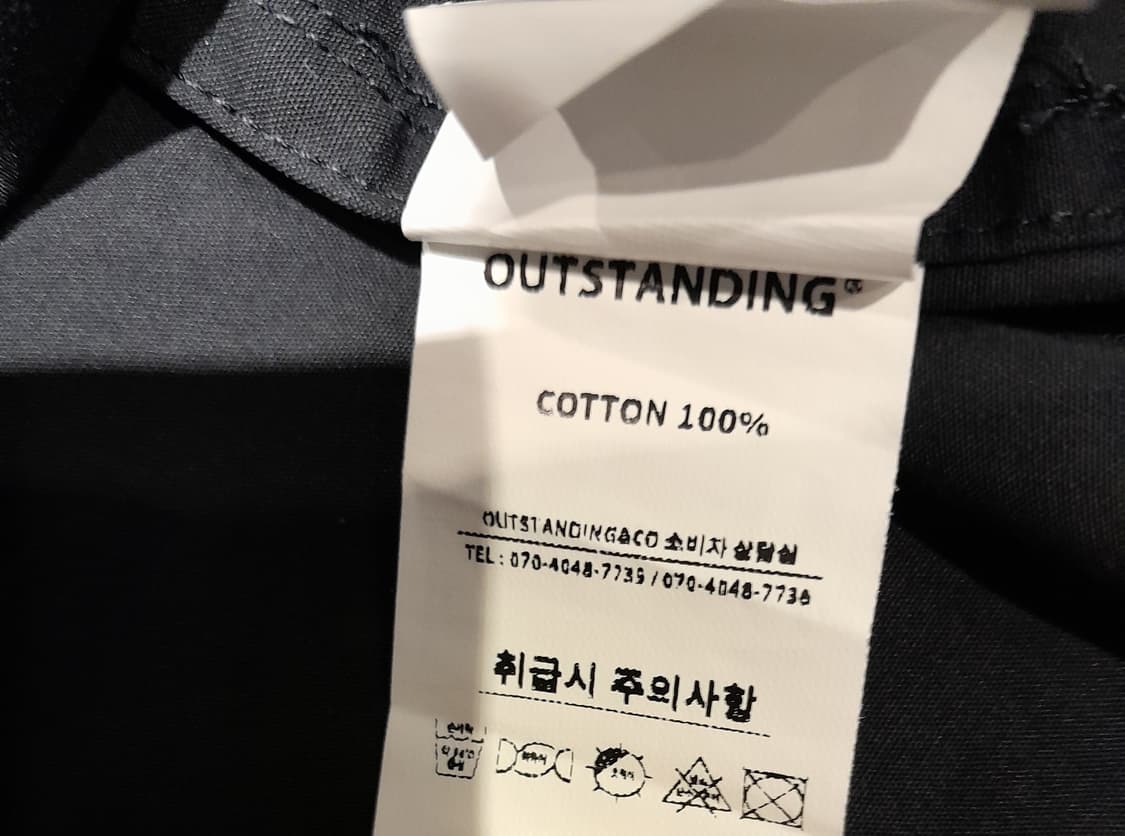 OUTSTANDING®
COTTON 100%
OUTSTANDING&CO 소비자 상담실
TEL : 070-4048-7739 / 070-4048-7738
취급시 주의사항